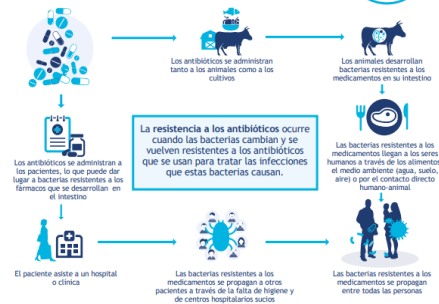 Los antibióticos se administran
tanto a los animales como a los
cultivos
Los animales desarrollan
bacterias resistentes a los
medicamentos en su intestino
La resistencia a los antibióticos ocurre
cuando las bacterias cambian y se
vuelven resistentes a los antibióticos
que se usan para tratar las infecciones
que estas bacterias causan.
Los antibióticos se administran a
los pacientes, lo que puede dar
lugar a bacterias resistentes a los
fármacos que se desarrollan en
el intestino
Las bacterias resistentes a los
medicamentos llegan a los seres
humanos a través de los alimentos
el medio ambiente (agua, suelo,
aire) o por el contacto directo
humano-animal
El paciente asiste a un hospital
o clínica
Las bacterias resistentes a los
medicamentos se propagan a otros
pacientes a través de la falta de higiene y
de centros hospitalarios sucios
Las bacterias resistentes a los
medicamentos se propagan
entre todas las personas